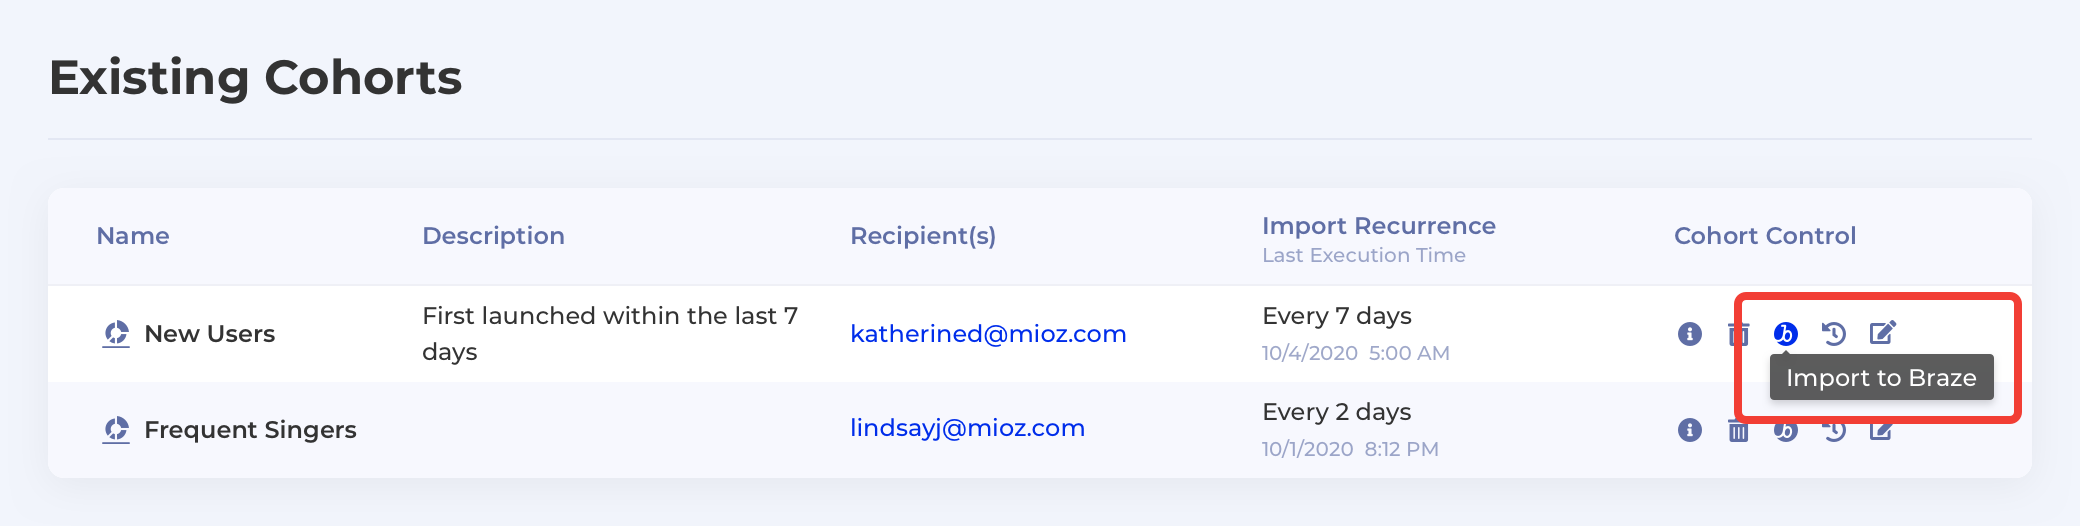 Existing Cohorts
Name
Description
Recipient(s)
Import Recurrence
Last Execution Time
Cohort Control
New Users
First launched within the last 7
days
katherined@mioz.com
Every 7 days
10/4/2020 5:00 AM
Import to Braze
Frequent Singers
lindsayj@mioz.com
Every 2 days
10/1/2020 8:12 PM